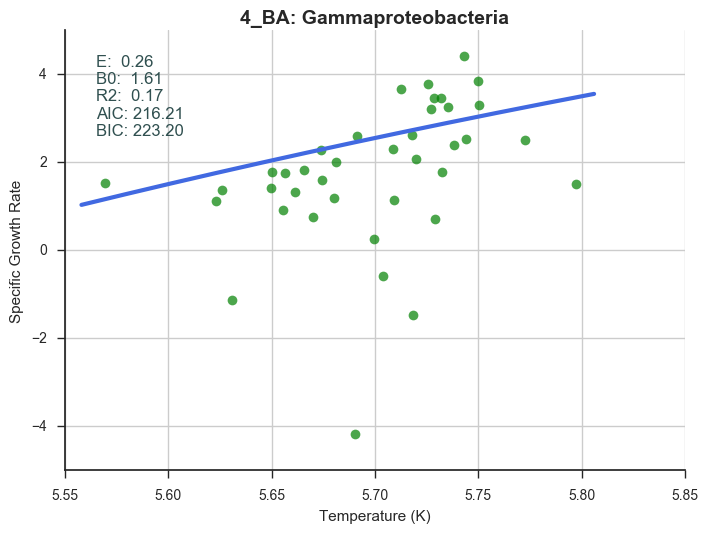 4_BA: Gammaproteobacteria
E:  0.26
B0:  1.61
R2:  0.17
AIC: 216.21
BIC: 223.20
4
2
0
−2
−4
Specific Growth Rate
5.55 5.60 5.65 5.70 5.75 5.80 5.85
Temperature (K)